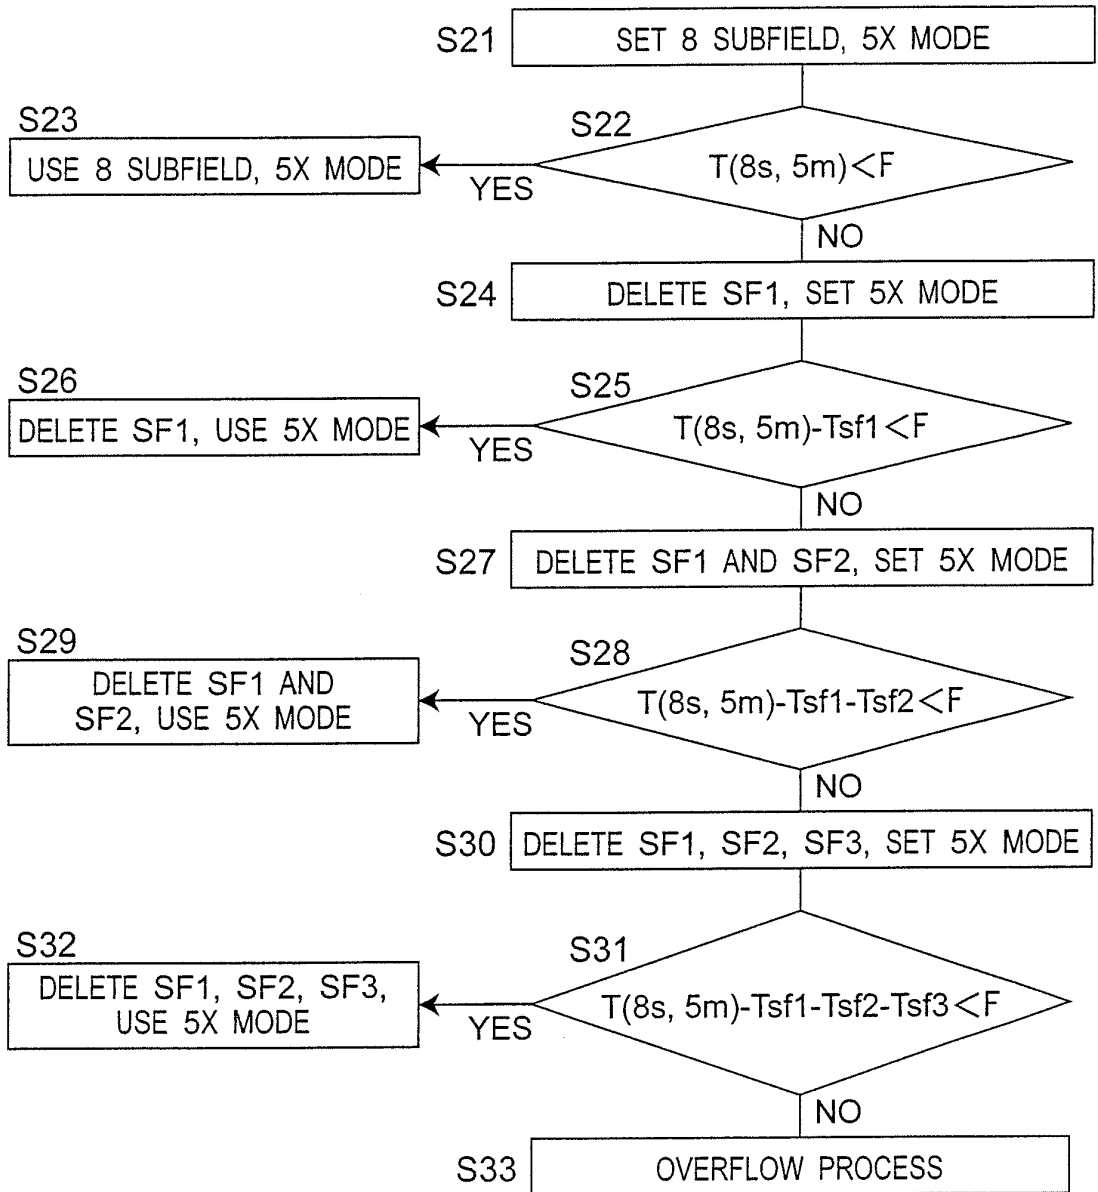 S21
SET 8 SUBFIELD, 5X MODE
S23
USE 8 SUBFIELD, 5X MODE
S22
T(8s, 5m)<F
YES
NO
S24
DELETE SF1, SET 5X MODE
S26
DELETE SF1, USE 5X MODE
S25
T(8s, 5m)-Tsf1<F
YES
NO
S27
DELETE SF1 AND SF2, SET 5X MODE
S29
DELETE SF1 AND
SF2, USE 5X MODE
S28
T(8s, 5m)-Tsf1-Tsf2<F
YES
NO
S30
DELETE SF1, SF2, SF3, SET 5X MODE
S32
DELETE SF1, SF2, SF3,
USE 5X MODE
S31
T(8s, 5m)-Tsf1-Tsf2-Tsf3<F
YES
NO
S33
OVERFLOW PROCESS